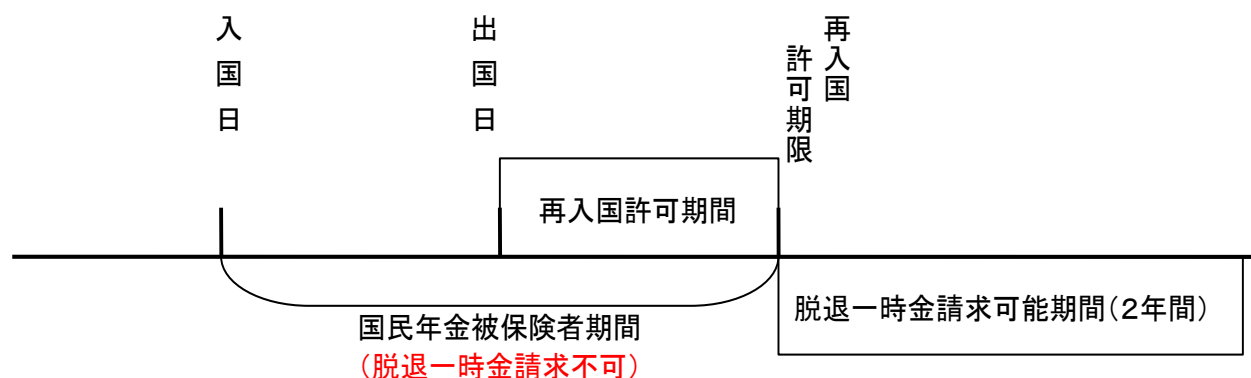 入国日
出国日
再入国
許可期限
再入国許可期間
国民年金被保険者期間
(脱退一時金請求不可)
脱退一時金請求可能期間(2年間)